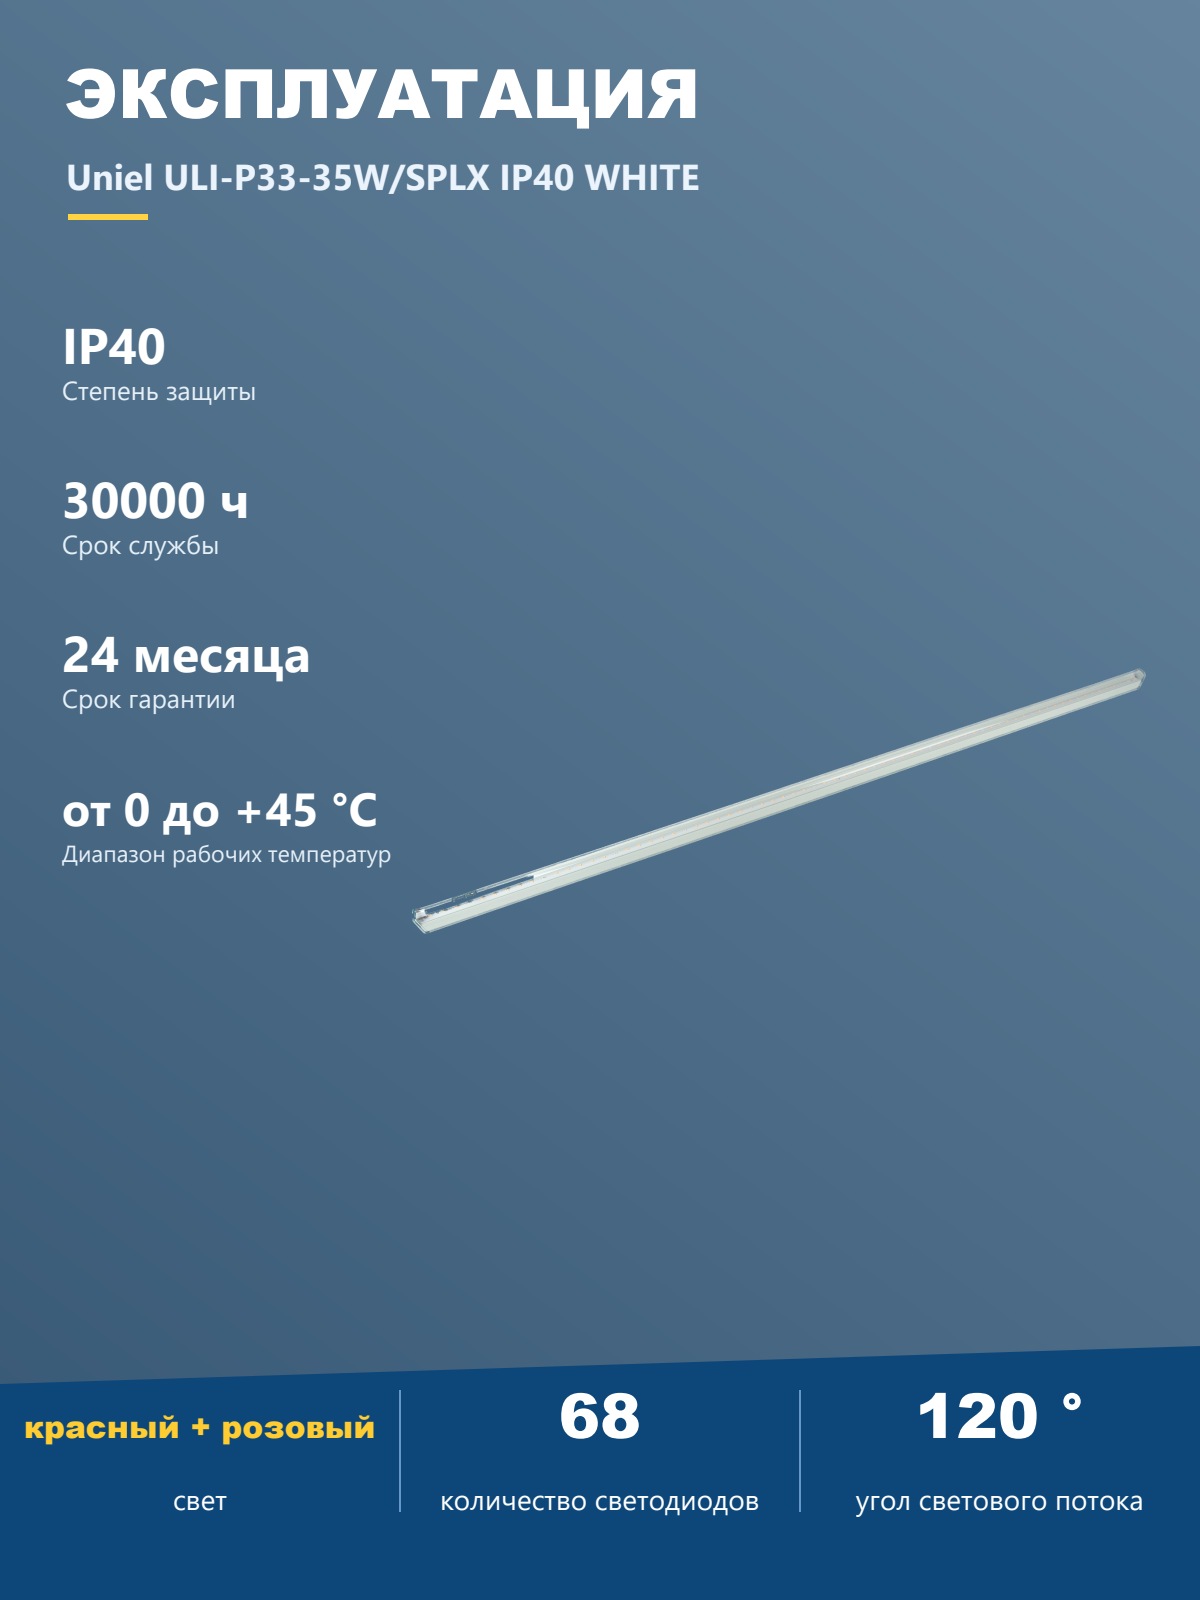 ЭКСПЛУАТАЦИЯ
Uniel ULI-P33-35W/SPLX IP40 WHITE
IP40
Степень защиты
30000 ч
Срок службы
24 месяца
Срок гарантии
от 0 до +45 °C
Диапазон рабочих температур
красный + розовый
свет
68
количество светодиодов
120 °
угол светового потока